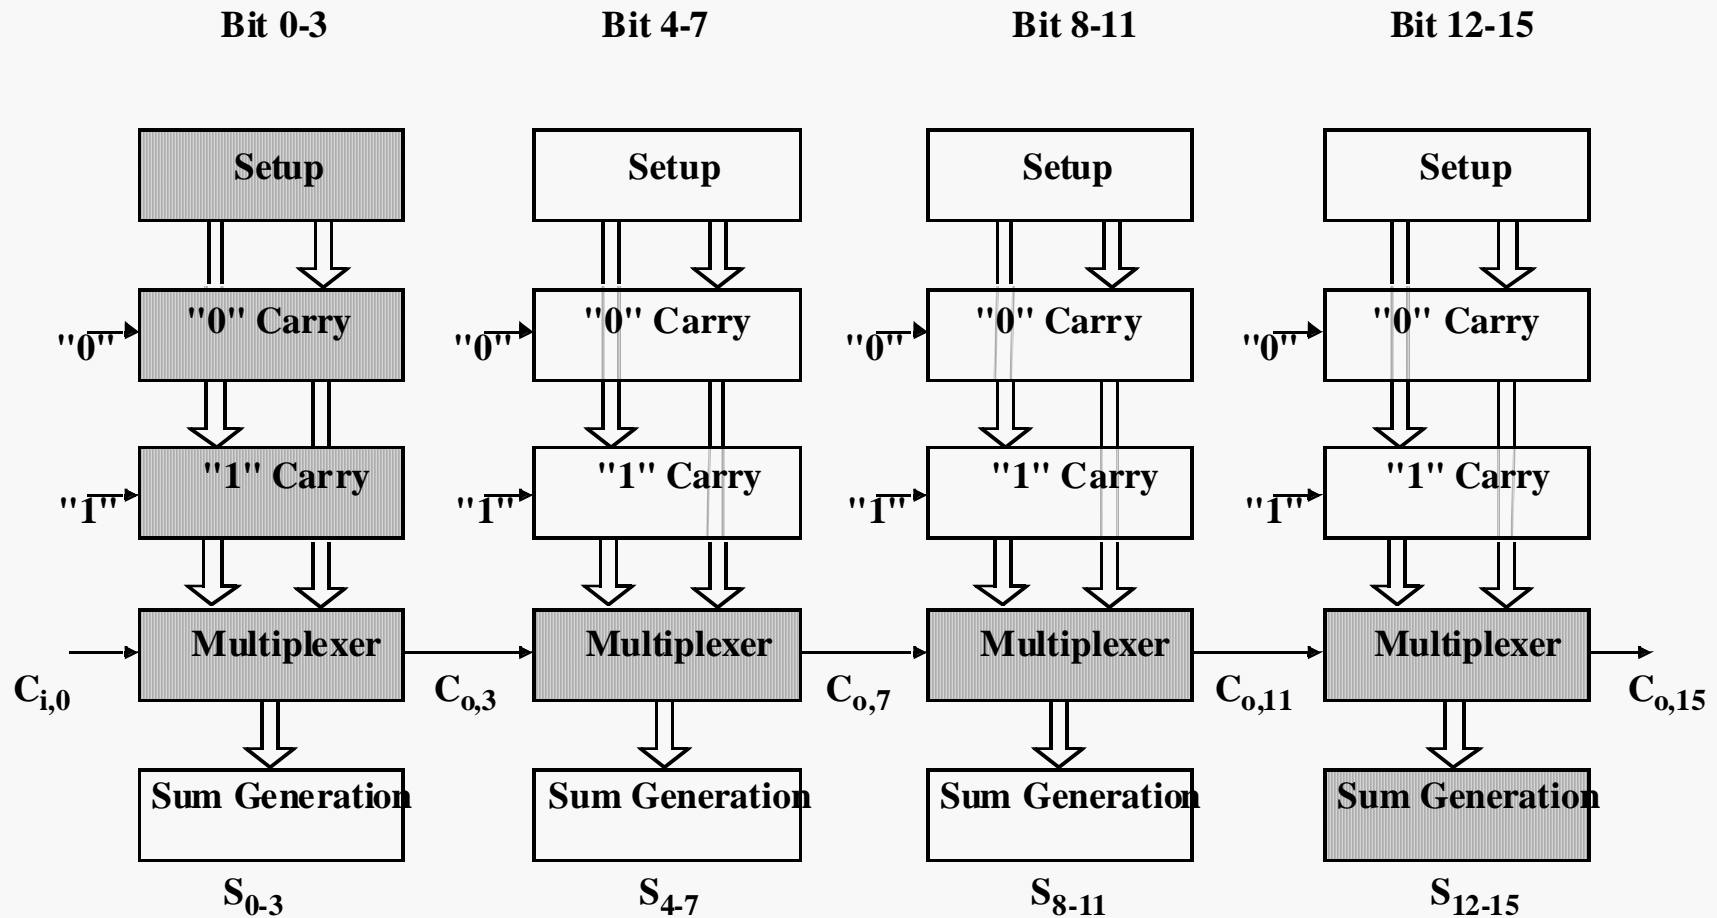 Bit 0-3
Bit 4-7
Bit 8-11
Bit 12-15
Setup
Setup
Setup
Setup
"0"
"0" Carry
"0"
"0" Carry
"0"
"0" Carry
"0"
"0" Carry
"1"
"1" Carry
"1"
"1" Carry
"1"
"1" Carry
"1"
"1" Carry
Multiplexer
Multiplexer
Multiplexer
Multiplexer
Ci,0
Co,3
Co,7
Co,11
Co,15
Sum Generation
Sum Generation
Sum Generation
Sum Generation
S0-3
S4-7
S8-11
S12-15